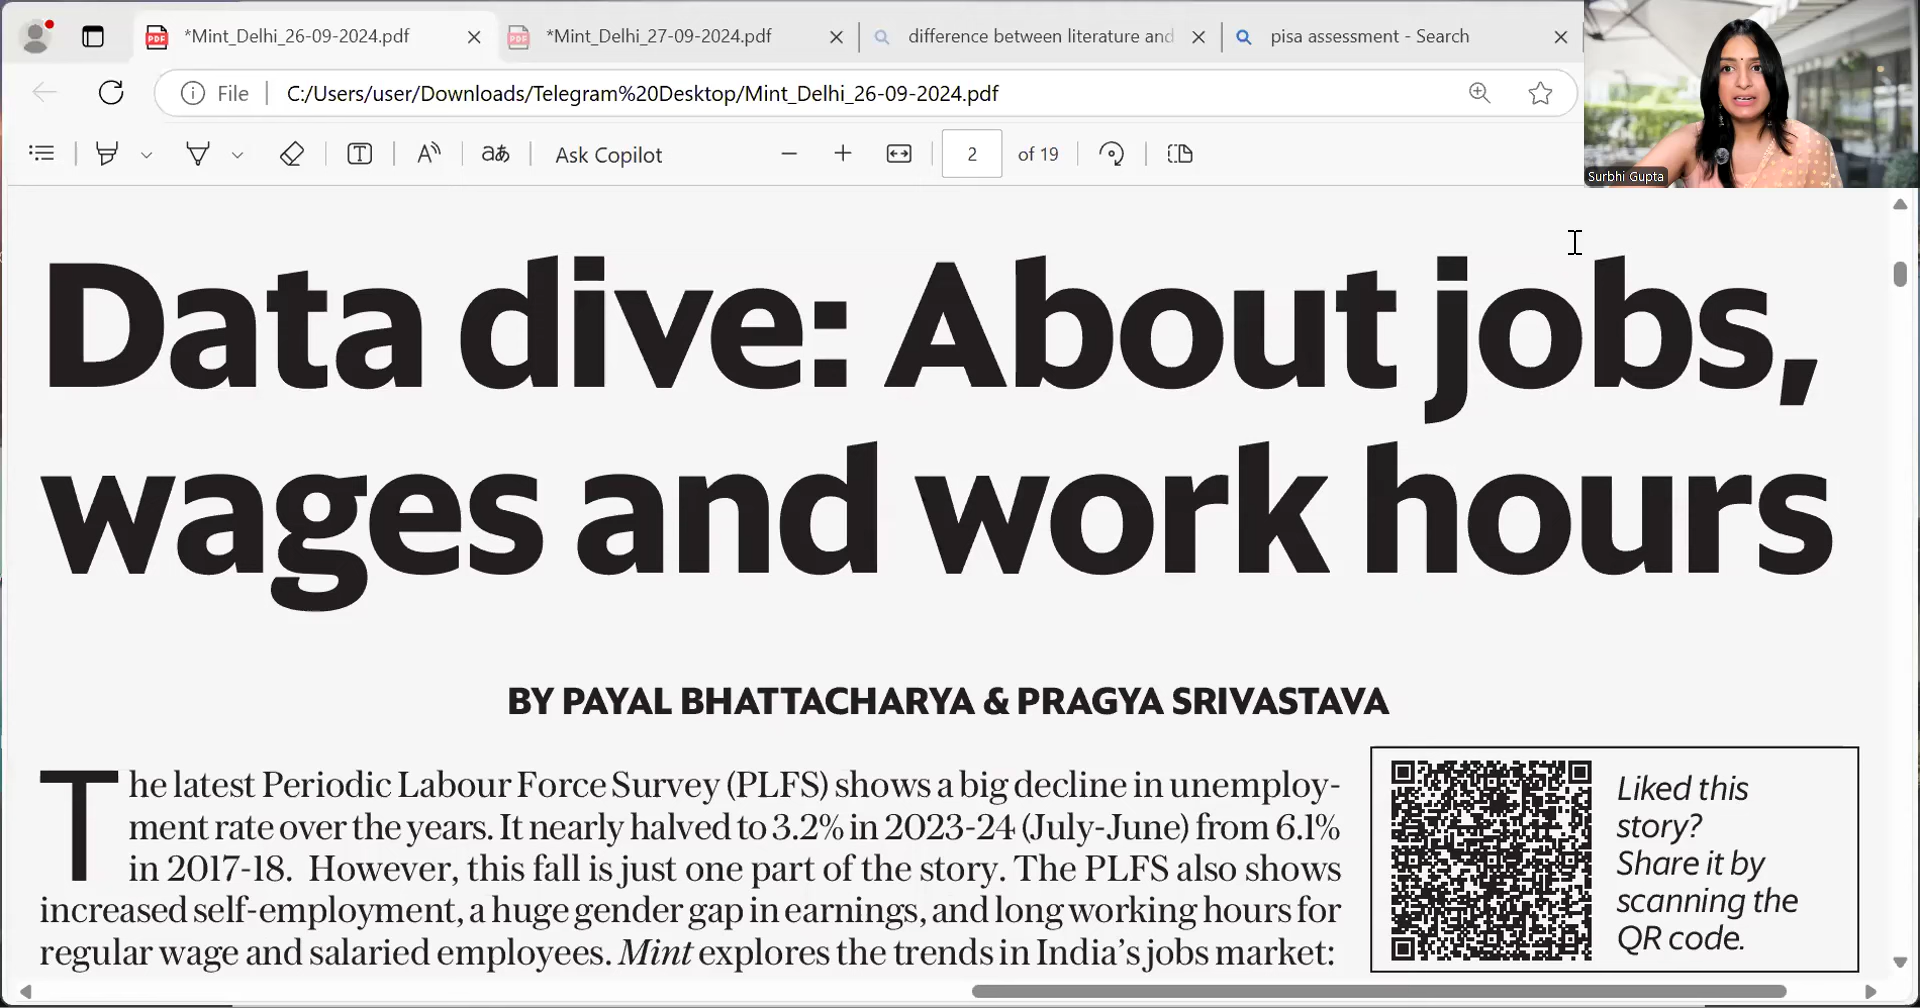 *Mint_Delhi_26-09-2024.pdf
*Mint_Delhi_27-09-2024.pdf
difference between literature and
pisa assessment - Search
File
C:/Users/user/Downloads/Telegram%20Desktop/Mint_Delhi_26-09-2024.pdf
Ask Copilot
2
of 19
Surbhi Gupta
Data dive: About jobs,
wages and work hours
BY PAYAL BHATTACHARYA & PRAGYA SRIVASTAVA
The latest Periodic Labour Force Survey (PLFS) shows a big decline in unemploy-
ment rate over the years. It nearly halved to 3.2% in 2023-24 (July-June) from 6.1%
in 2017-18. However, this fall is just one part of the story. The PLFS also shows
increased self-employment, a huge gender gap in earnings, and long working hours for
regular wage and salaried employees. Mint explores the trends in India's jobs market:
Liked this
story?
Share it by
scanning the
QR code.